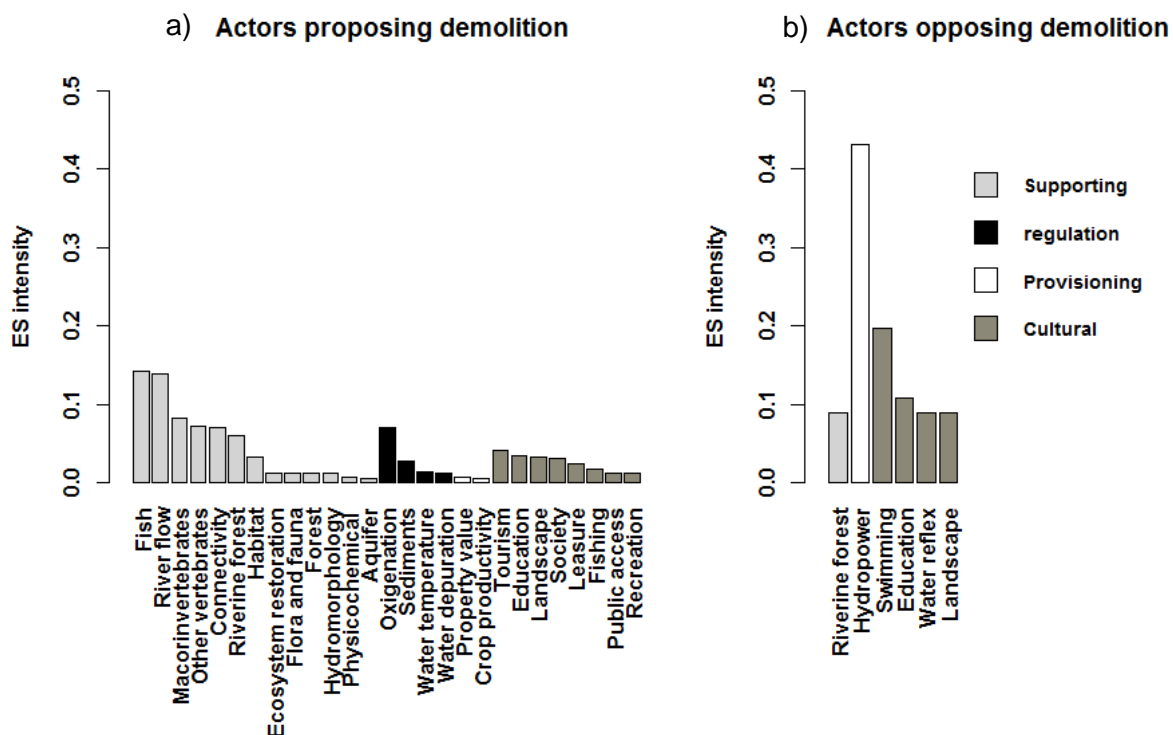 a) Actors proposing demolition
ES intensity
0.5
0.4
0.3
0.2
0.1
0.0
Fish
River flow
Macorinvertebrates
Other vertebrates
Connectivity
Riverine forest
Habitat
Ecosystem restoration
Flora and fauna
Forest
Hydromorphology
Physicochemical
Aquifer
Oxigenation
Sediments
Water temperature
Water depuration
Property value
Crop productivity
Tourism
Education
Landscape
Society
Leasure
Fishing
Public access
Recreation
b) Actors opposing demolition
ES intensity
0.5
0.4
0.3
0.2
0.1
0.0
Riverine forest
Hydropower
Swimming
Education
Water reflex
Landscape
Supporting
regulation
Provisioning
Cultural